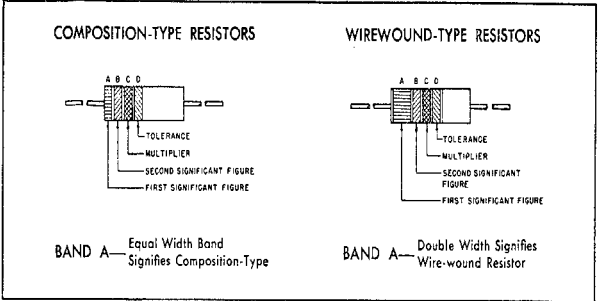 COMPOSITION-TYPE RESISTORS
A B C D
TOLERANCE
MULTIPLIER
SECOND SIGNIFICANT FIGURE
FIRST SIGNIFICANT FIGURE
BAND A— Equal Width Band
Signifies Composition-Type
WIREWOUND-TYPE RESISTORS
A B C D
TOLERANCE
MULTIPLIER
SECOND SIGNIFICANT
FIGURE
FIRST SIGNIFICANT FIGURE
BAND A— Double Width Signifies
Wire-wound Resistor